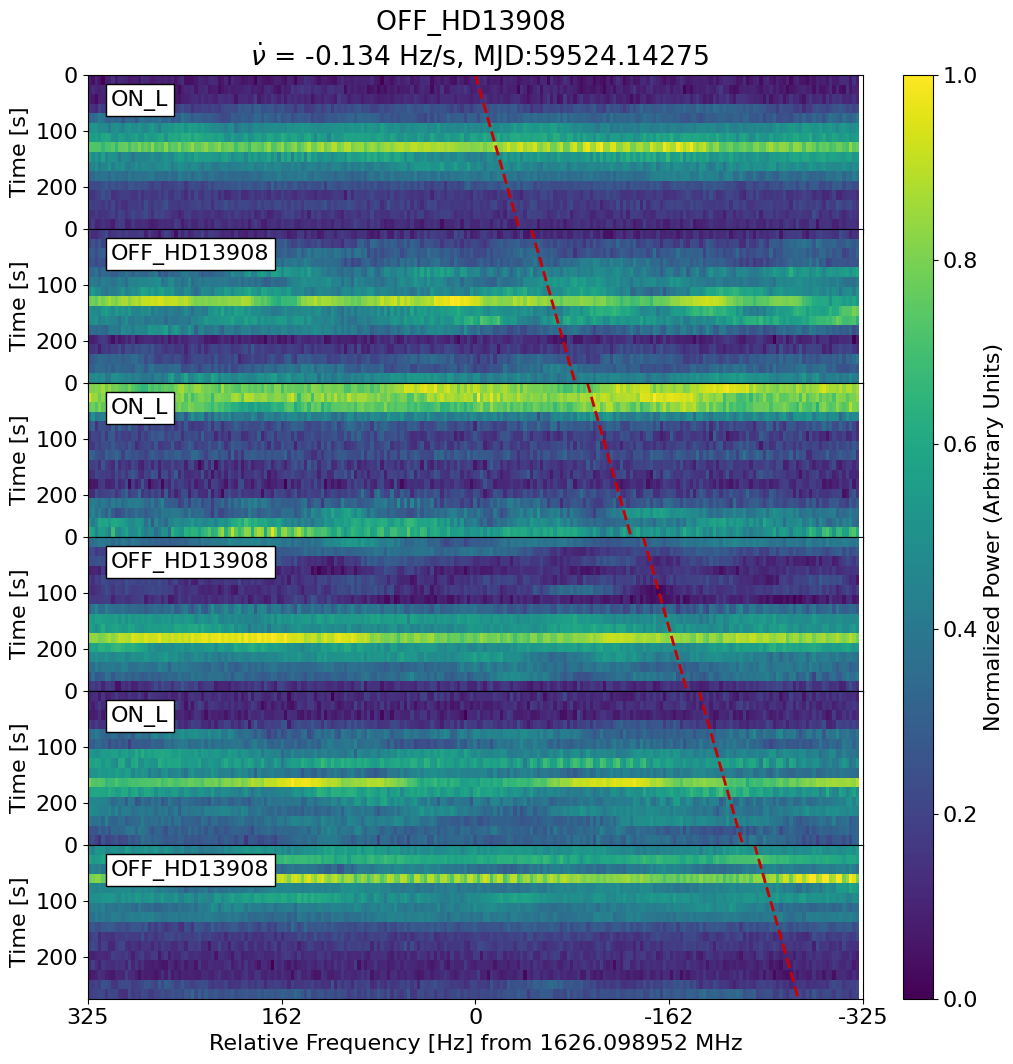 OFF_HD13908
ν̇ = -0.134 Hz/s, MJD:59524.14275
0
ON_L
100
200
Time [s]
0
OFF_HD13908
100
200
Time [s]
0
ON_L
100
200
Time [s]
0
OFF_HD13908
100
200
Time [s]
0
ON_L
100
200
Time [s]
0
OFF_HD13908
100
200
Time [s]
325 162 0 -162 -325
Relative Frequency [Hz] from 1626.098952 MHz
1.0
0.8
0.6
0.4
0.2
0.0
Normalized Power (Arbitrary Units)